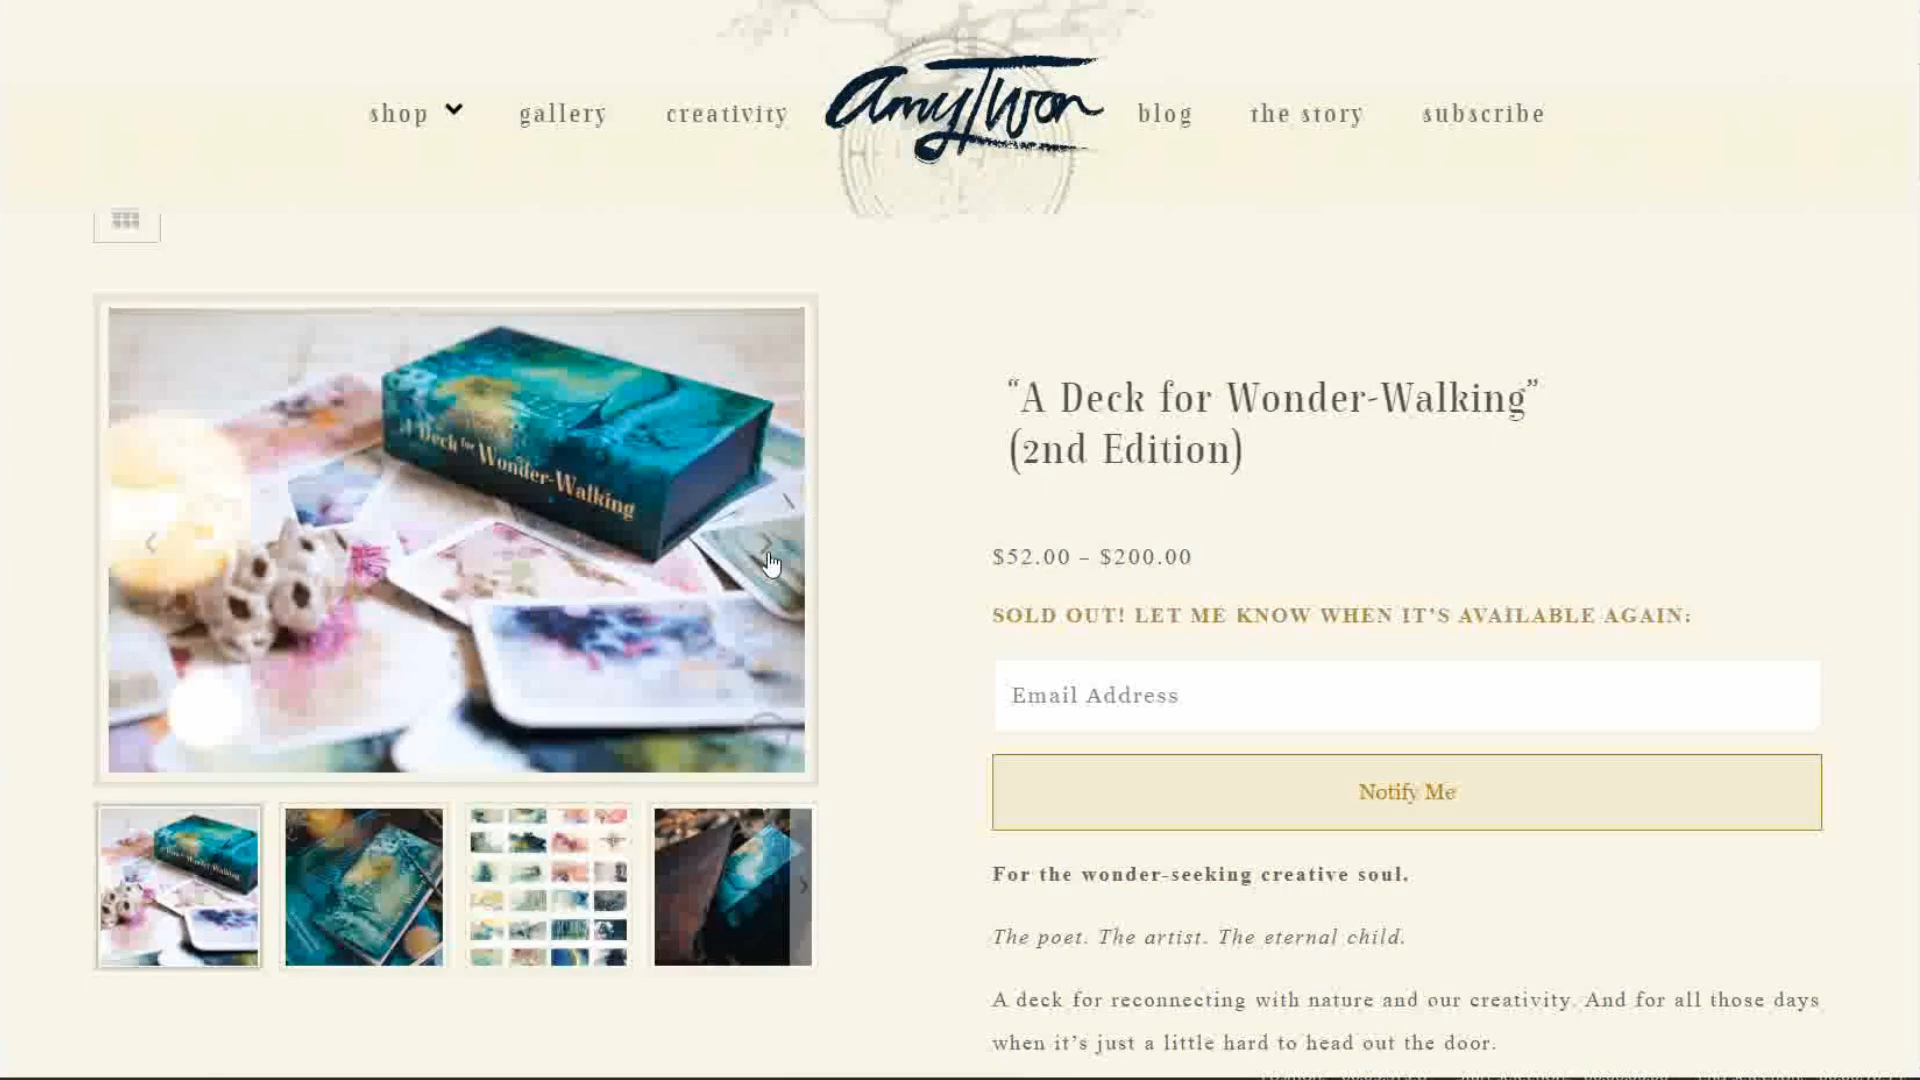 shop
gallery
creativity
AmyTWon
blog
the story
subscribe
A Deck for Wonder-Walking
“A Deck for Wonder-Walking”
(2nd Edition)
$52.00 – $200.00
SOLD OUT! LET ME KNOW WHEN IT’S AVAILABLE AGAIN:
Email Address
Notify Me
For the wonder-seeking creative soul.
The poet. The artist. The eternal child.
A deck for reconnecting with nature and our creativity. And for all those days
when it’s just a little hard to head out the door.